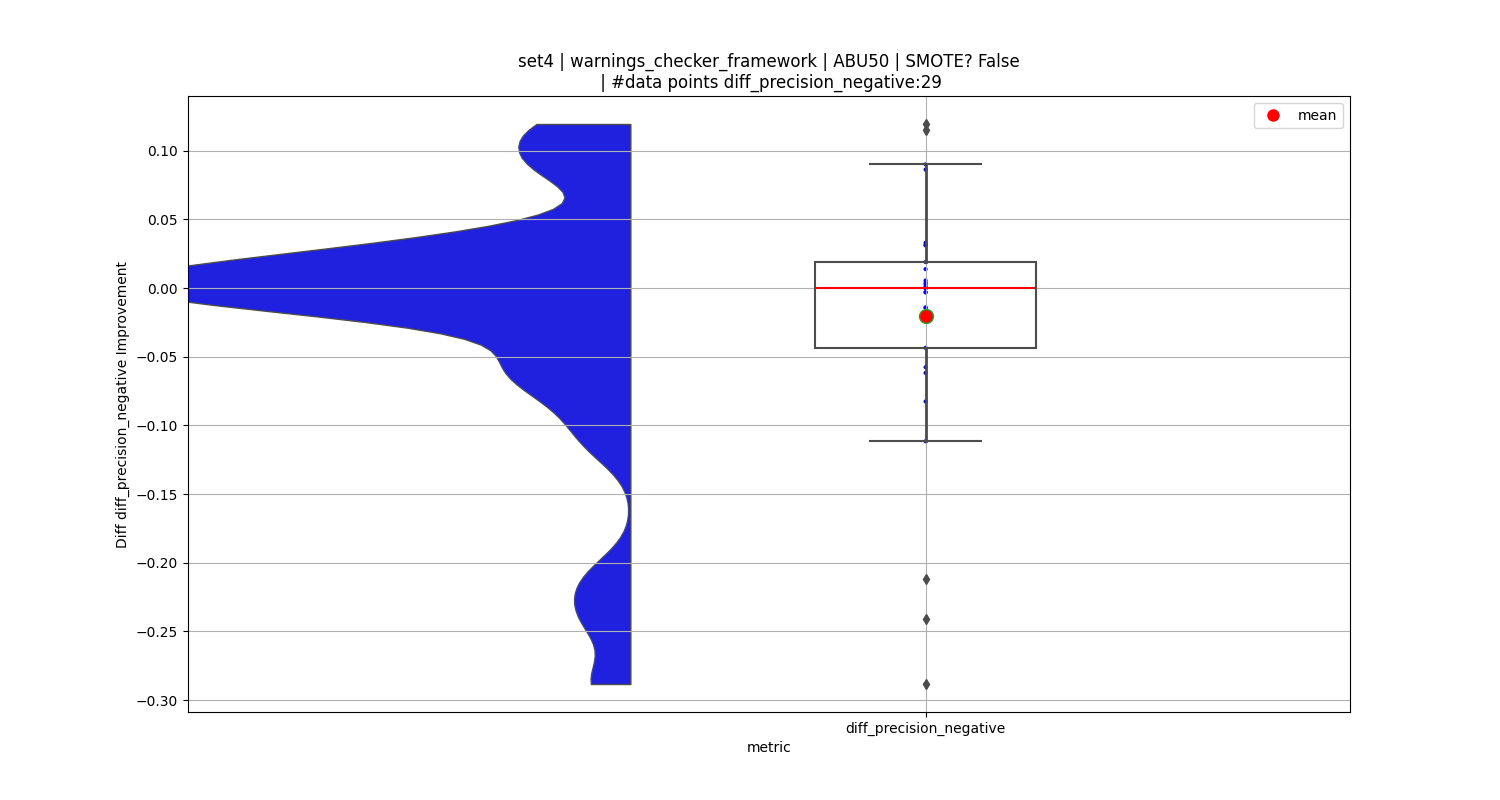 set4 | warnings_checker_framework | ABU50 | SMOTE? False
| #data points diff_precision_negative:29
mean
0.10
0.05
0.00
−0.05
−0.10
−0.15
−0.20
−0.25
−0.30
Diff diff_precision_negative Improvement
diff_precision_negative
metric